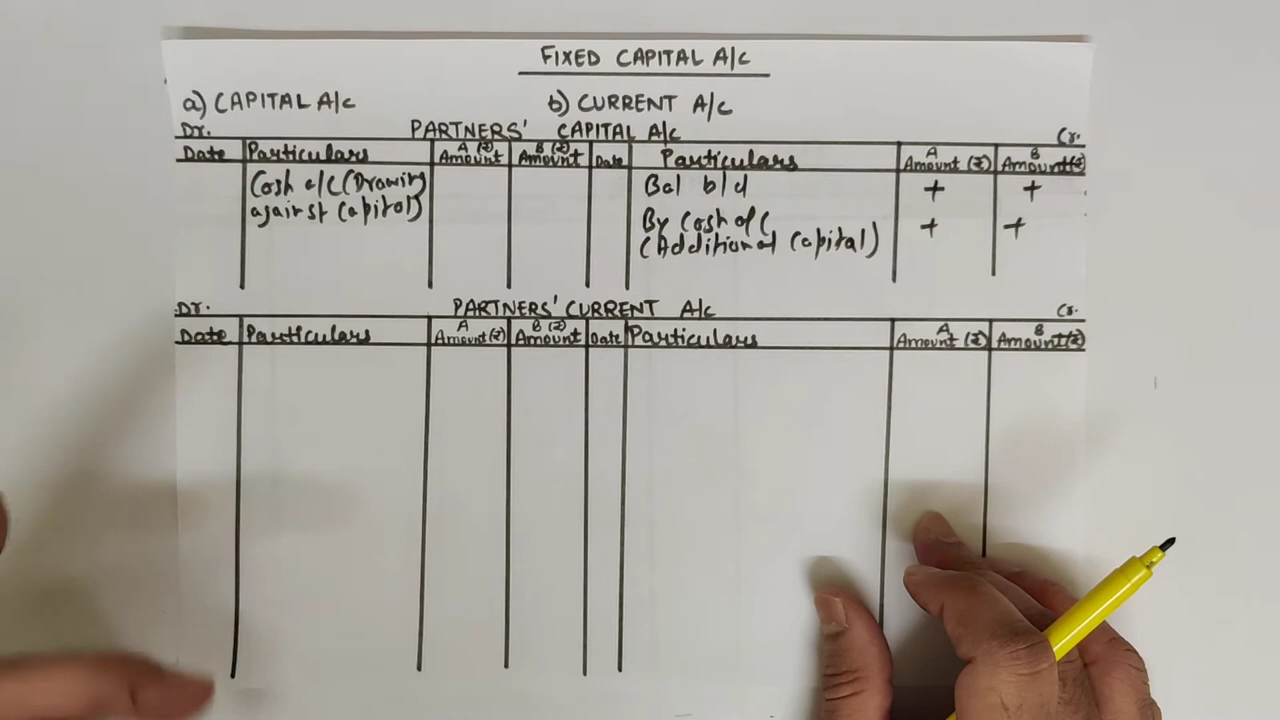 FIXED CAPITAL A/c
a) CAPITAL A/c b) CURRENT A/c
Dr. PARTNERS' CAPITAL A/c Cr.
Date Particulars A (₹) Amount B (₹) Amount Date Particulars A Amount (₹) B Amount(₹)
Cash a/c (Drawing against Capital)
Bal b/d + +
By Cash a/c (Additional Capital) + +
Dr. PARTNERS' CURRENT A/c Cr.
Date Particulars A Amount(₹) B (₹) Amount Date Particulars A Amount (₹) B Amount(₹)